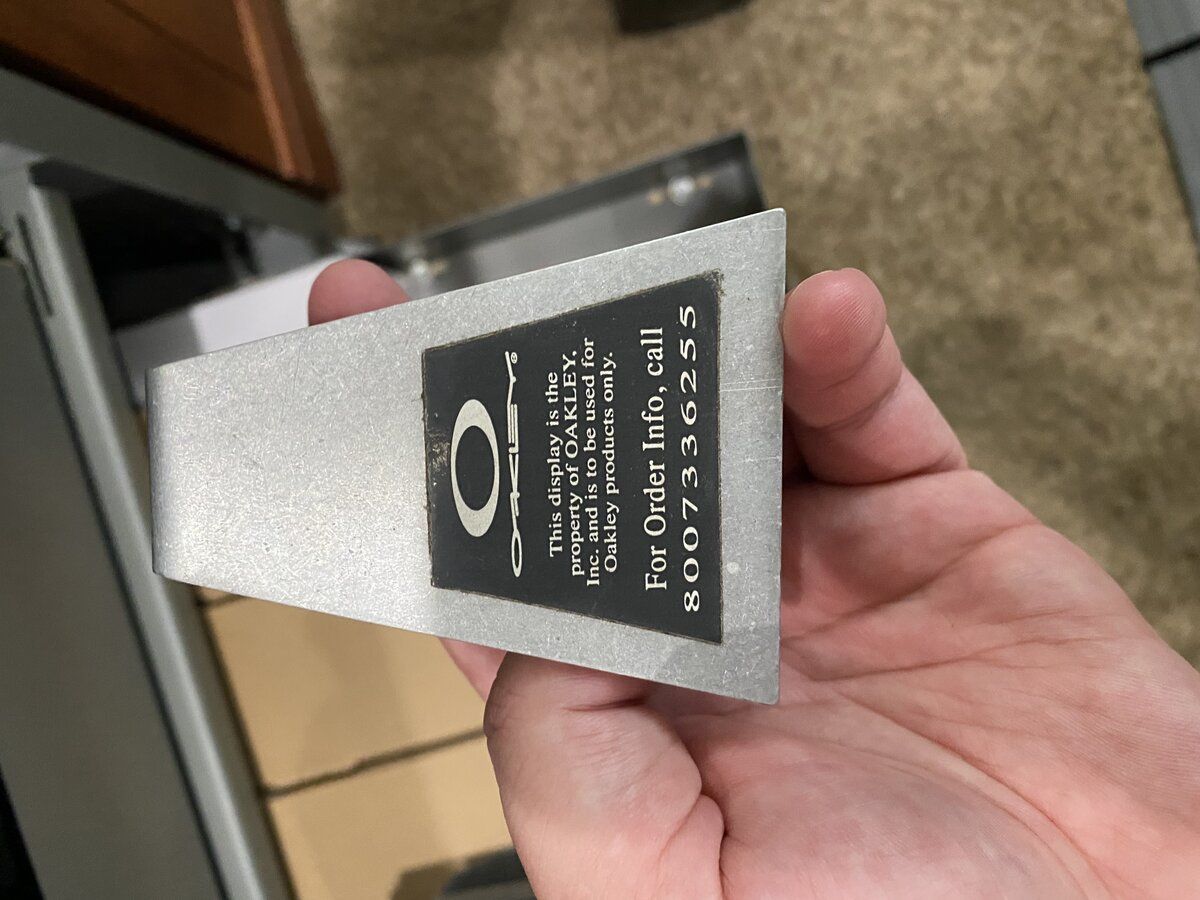 OAKLEY®
This display is the
property of OAKLEY,
Inc. and is to be used for
Oakley products only.
For Order Info, call
8007336255